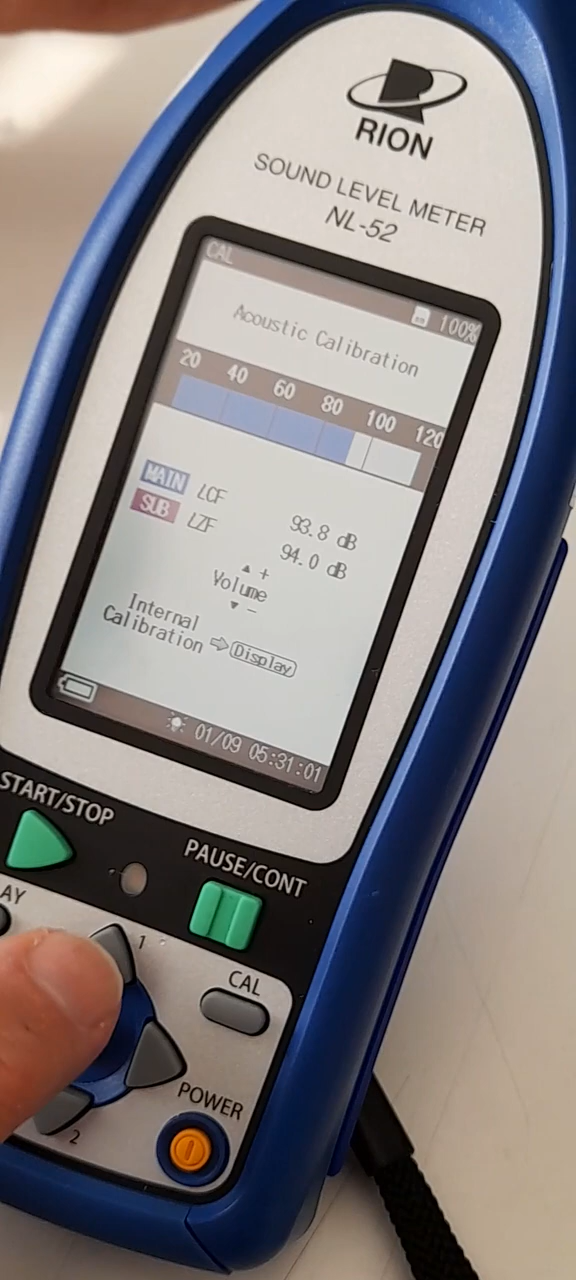 RION
SOUND LEVEL METER
NL-52
CAL 100%
Acoustic Calibration
20 40 60 80 100 120
MAIN LCF 93.8 dB
SUB LZF 94.0 dB
▲ +
Volume
▼ −
Internal
Calibration ⇨ Display
01/09 05:31:01
START/STOP
PAUSE/CONT
AY
1
CAL
POWER
2